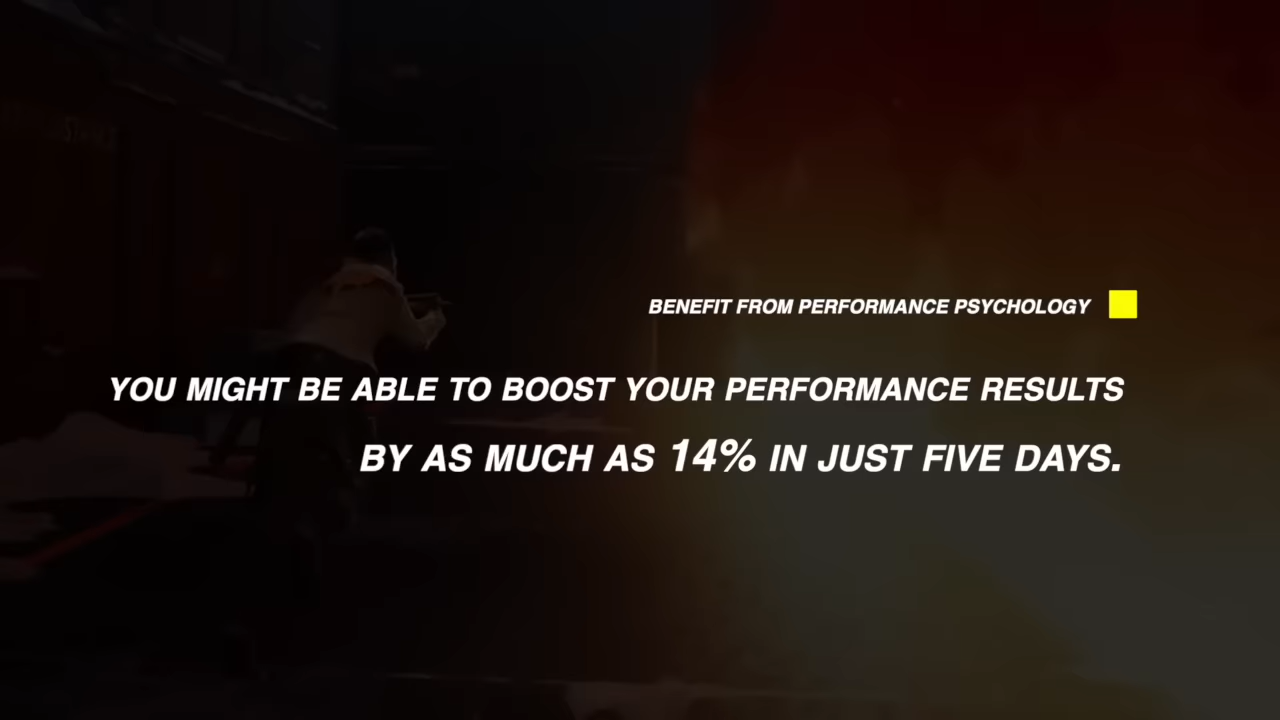 BENEFIT FROM PERFORMANCE PSYCHOLOGY
YOU MIGHT BE ABLE TO BOOST YOUR PERFORMANCE RESULTS
BY AS MUCH AS 14% IN JUST FIVE DAYS.